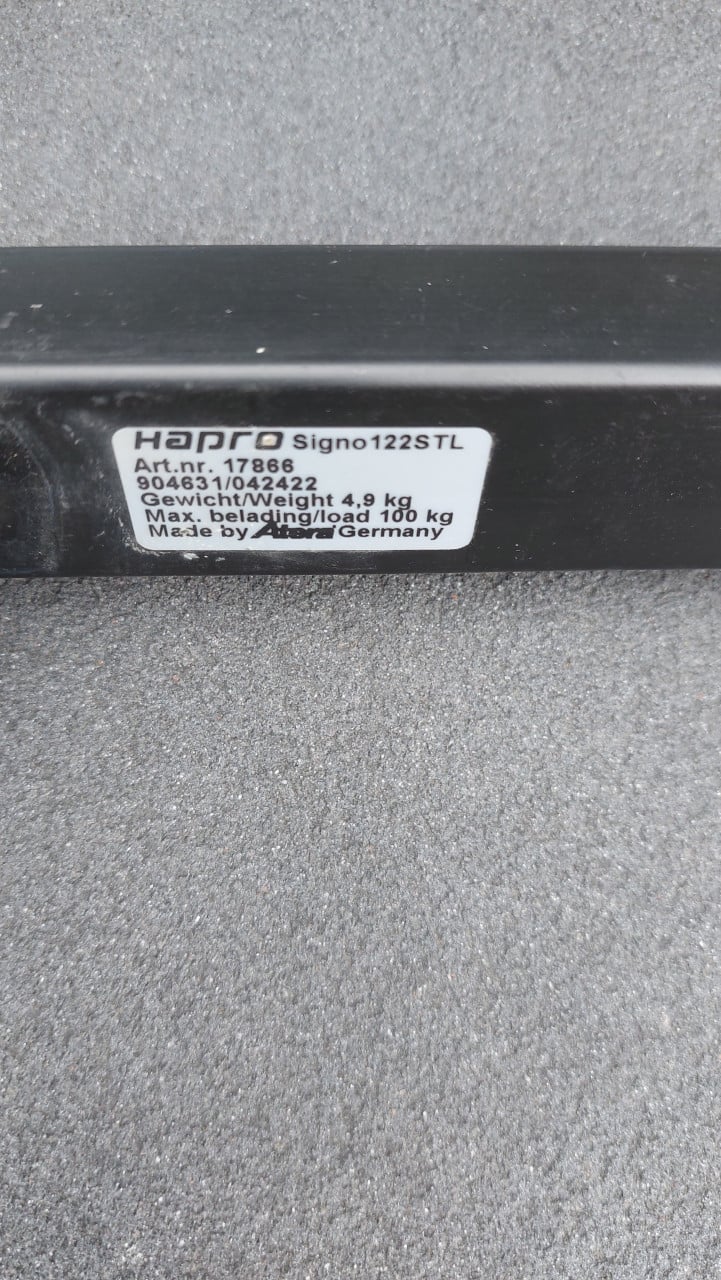 Hapro Signo122STL
Art.nr. 17866
904631/042422
Gewicht/Weight 4,9 kg
Max. belading/load 100 kg
Made by Atera/Germany